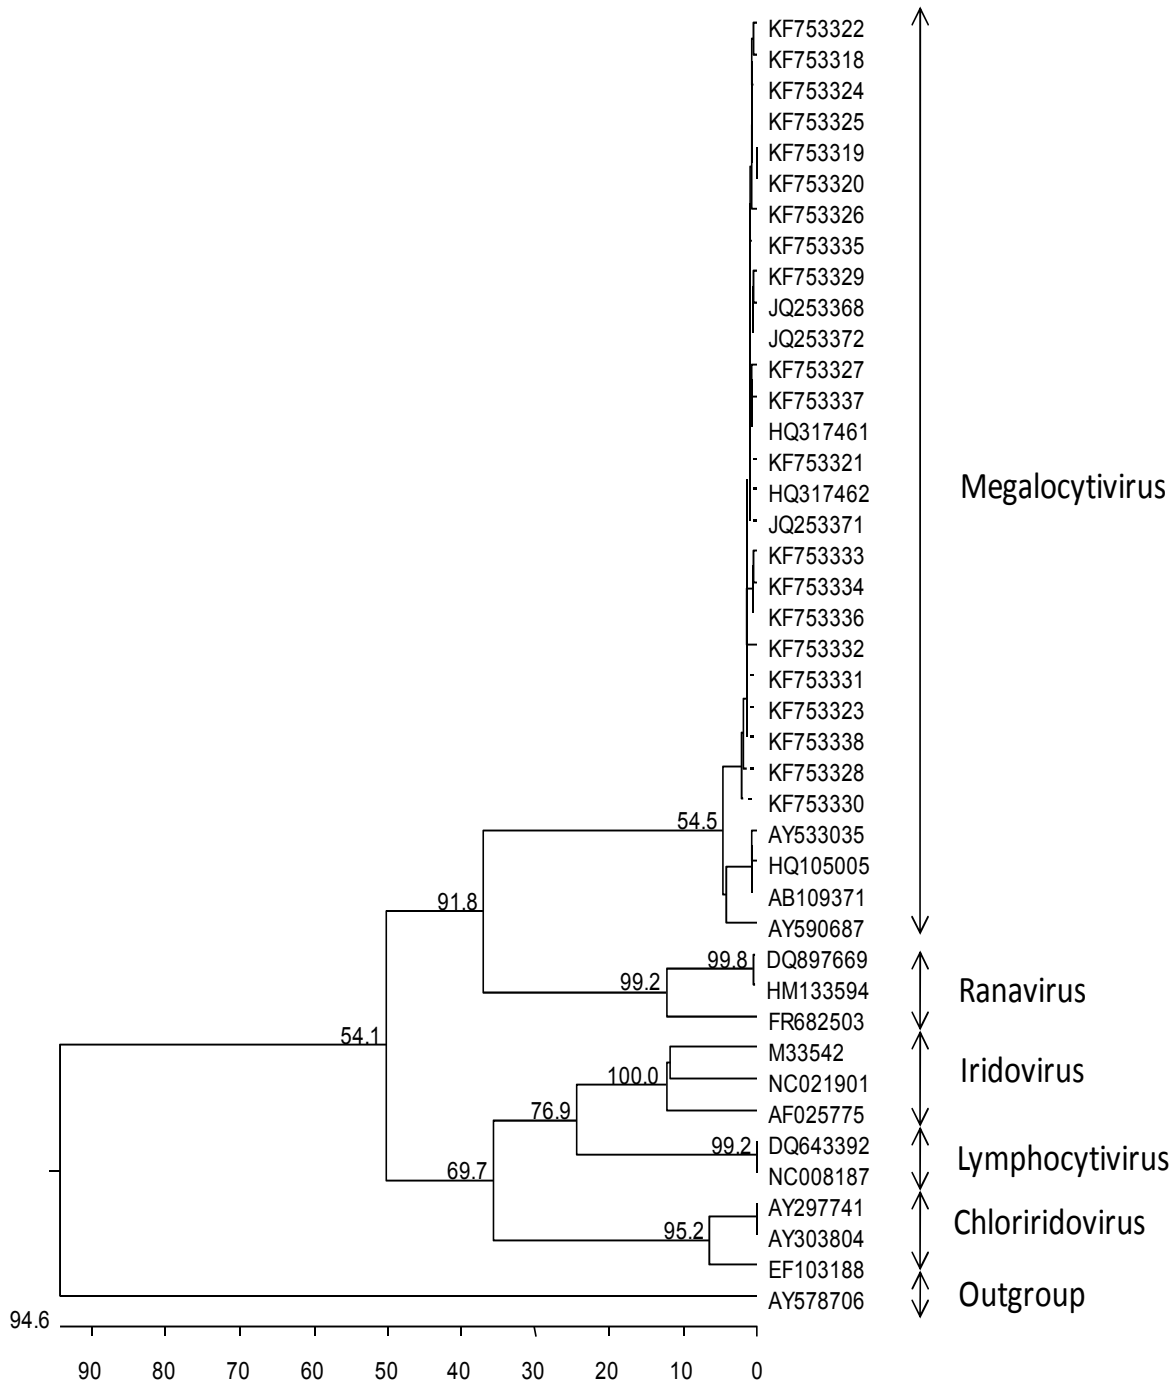 KF753322
KF753318
KF753324
KF753325
KF753319
KF753320
KF753326
KF753335
KF753329
JQ253368
JQ253372
KF753327
KF753337
HQ317461
KF753321
HQ317462
JQ253371
KF753333
KF753334
KF753336
KF753332
KF753331
KF753323
KF753338
KF753328
KF753330
AY533035
HQ105005
AB109371
AY590687
DQ897669
HM133594
FR682503
M33542
NC021901
AF025775
DQ643392
NC008187
AY297741
AY303804
EF103188
AY578706
Megalocytivirus
Ranavirus
Iridovirus
Lymphocytivirus
Chloriridovirus
Outgroup
54.5
91.8
99.8
99.2
54.1
100.0
76.9
99.2
69.7
95.2
94.6
90 80 70 60 50 40 30 20 10 0